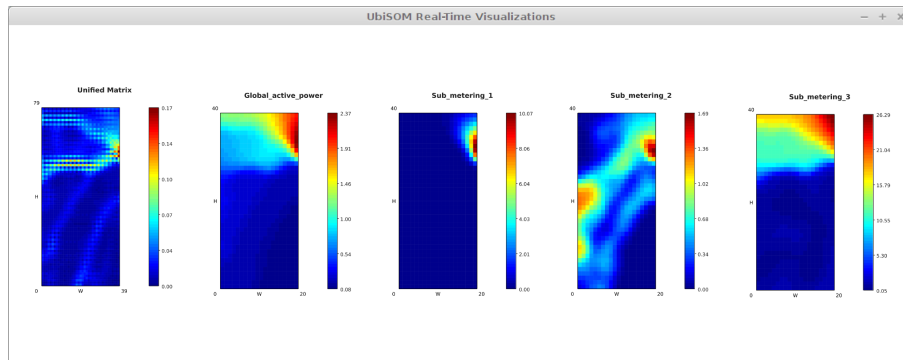 UbiSOM Real-Time Visualizations
Unified Matrix
79
H
0 W 39
0.17
0.14
0.10
0.07
0.04
0.00
Global_active_power
40
0 W 20
2.37
1.91
1.46
1.00
0.54
0.08
Sub_metering_1
40
H
0 W 20
10.07
8.06
6.04
4.03
2.01
0.00
Sub_metering_2
40
H
0 W 20
1.69
1.36
1.02
0.68
0.34
0.00
Sub_metering_3
40
H
0 W 20
26.29
21.04
15.79
10.55
5.30
0.05